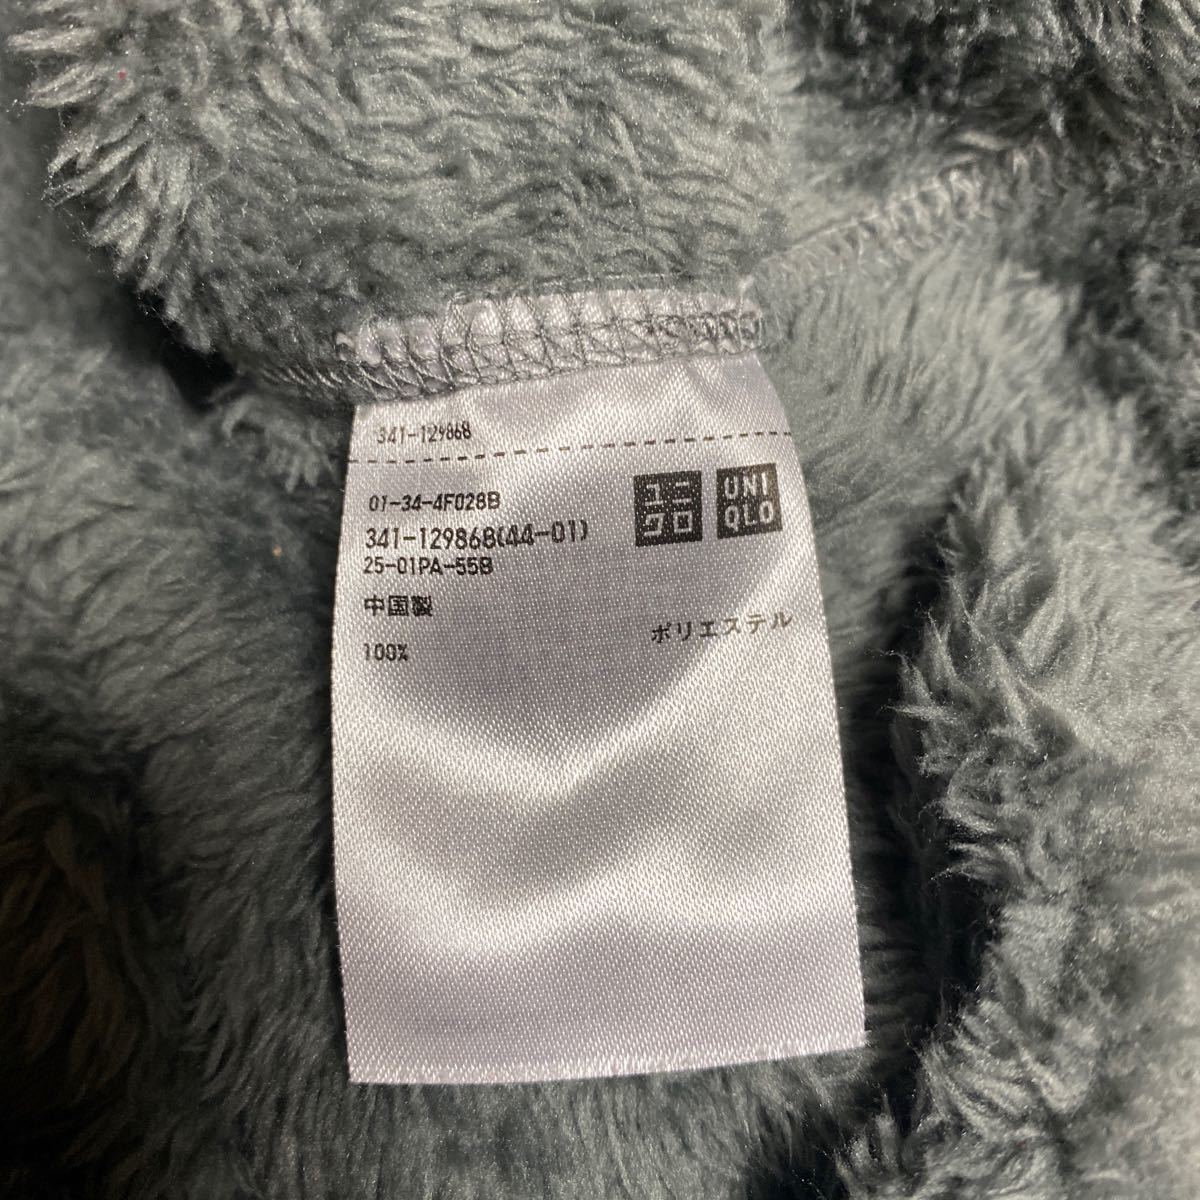 341-129868
01-34-4F028B
341-129868(44-01)
25-01PA-55B
ユニ
クロ
UNI
QLO
中国製
ポリエステル
100%